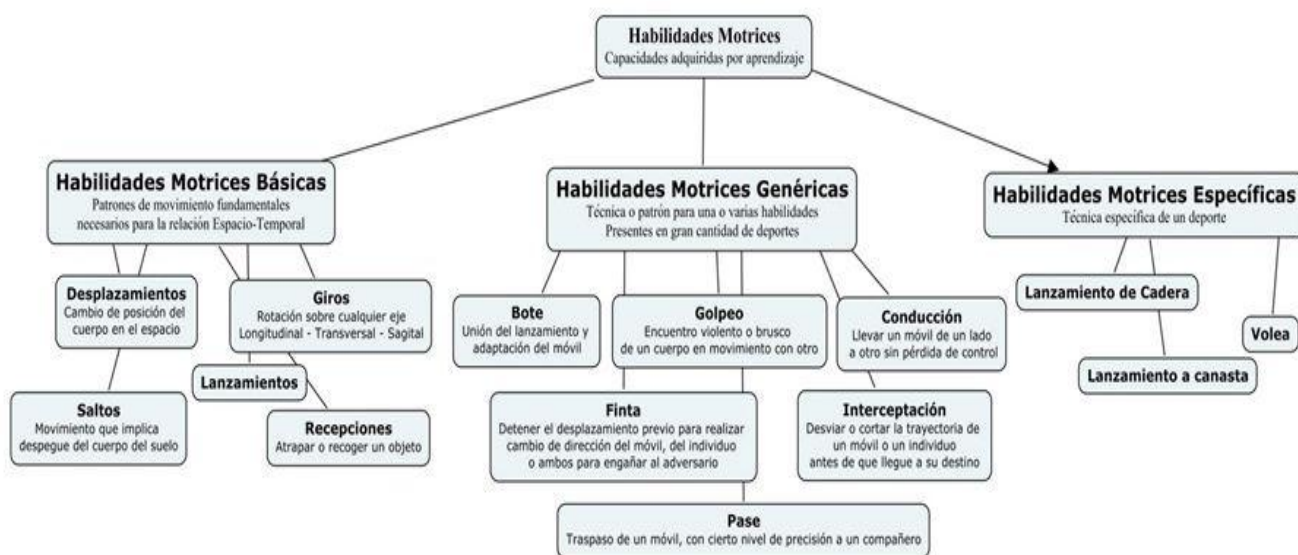 Habilidades Motrices
Capacidades adquiridas por aprendizaje
Habilidades Motrices Básicas
Patrones de movimiento fundamentales
necesarios para la relación Espacio-Temporal
Habilidades Motrices Genéricas
Técnica o patrón para una o varias habilidades
Presentes en gran cantidad de deportes
Habilidades Motrices Específicas
Técnica específica de un deporte
Desplazamientos
Cambio de posición del
cuerpo en el espacio
Giros
Rotación sobre cualquier eje
Longitudinal - Transversal - Sagital
Lanzamientos
Saltos
Movimiento que implica
despegue del cuerpo del suelo
Recepciones
Atrapar o recoger un objeto
Bote
Unión del lanzamiento y
adaptación del móvil
Golpeo
Encuentro violento o brusco
de un cuerpo en movimiento con otro
Conducción
Llevar un móvil de un lado
a otro sin pérdida de control
Finta
Detener el desplazamiento previo para realizar
cambio de dirección del móvil, del individuo
o ambos para engañar al adversario
Interceptación
Desviar o cortar la trayectoria de
un móvil o un individuo
antes de que llegue a su destino
Pase
Traspaso de un móvil, con cierto nivel de precisión a un compañero
Lanzamiento de Cadera
Volea
Lanzamiento a canasta